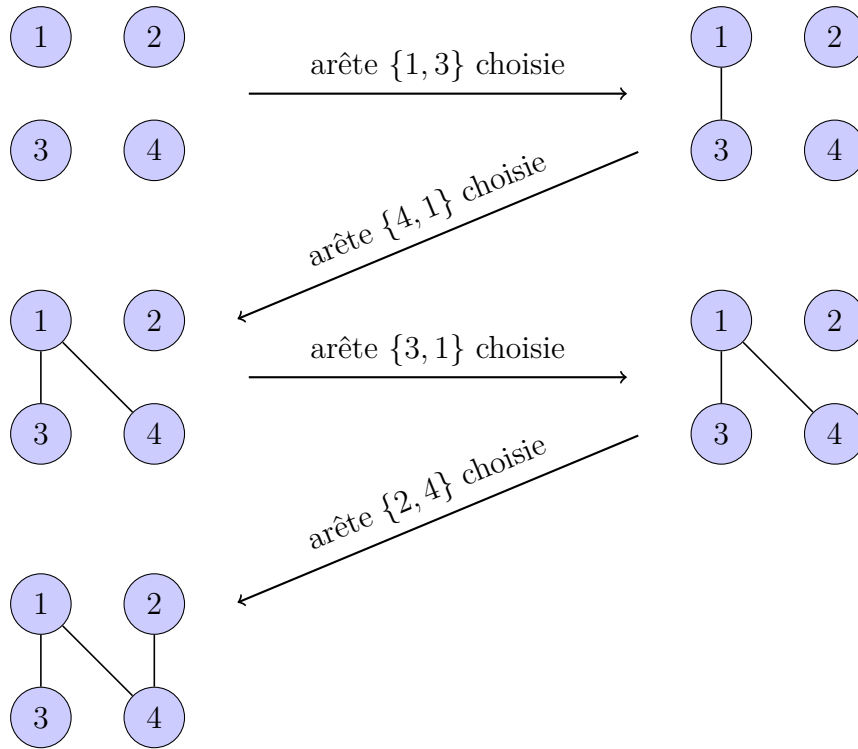 1 2 1 2
arête {1, 3} choisie
3 4 3 4
arête {4, 1} choisie
1 2 1 2
arête {3, 1} choisie
3 4 3 4
arête {2, 4} choisie
1 2
3 4